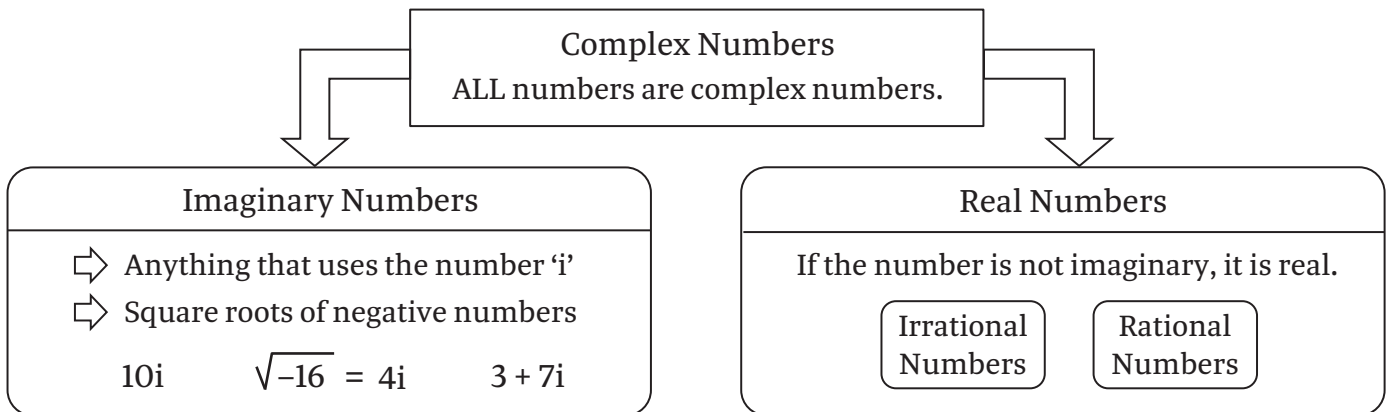 Complex Numbers
ALL numbers are complex numbers.
Imaginary Numbers
Anything that uses the number ‘i’
Square roots of negative numbers
10i √−16 = 4i 3 + 7i
Real Numbers
If the number is not imaginary, it is real.
Irrational
Numbers
Rational
Numbers